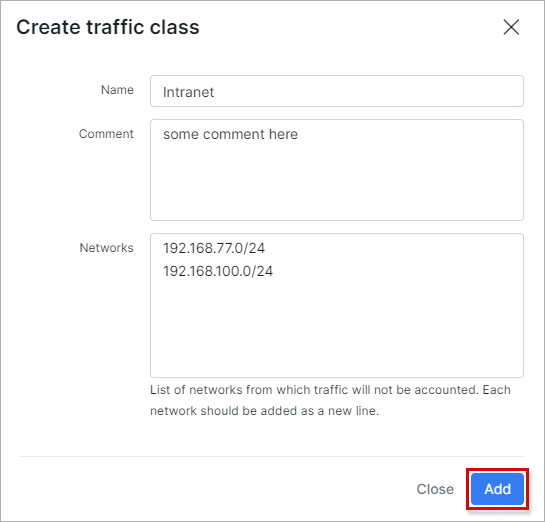 Create traffic class
Name
Intranet
Comment
some comment here
Networks
192.168.77.0/24
192.168.100.0/24
List of networks from which traffic will not be accounted. Each
network should be added as a new line.
Close
Add